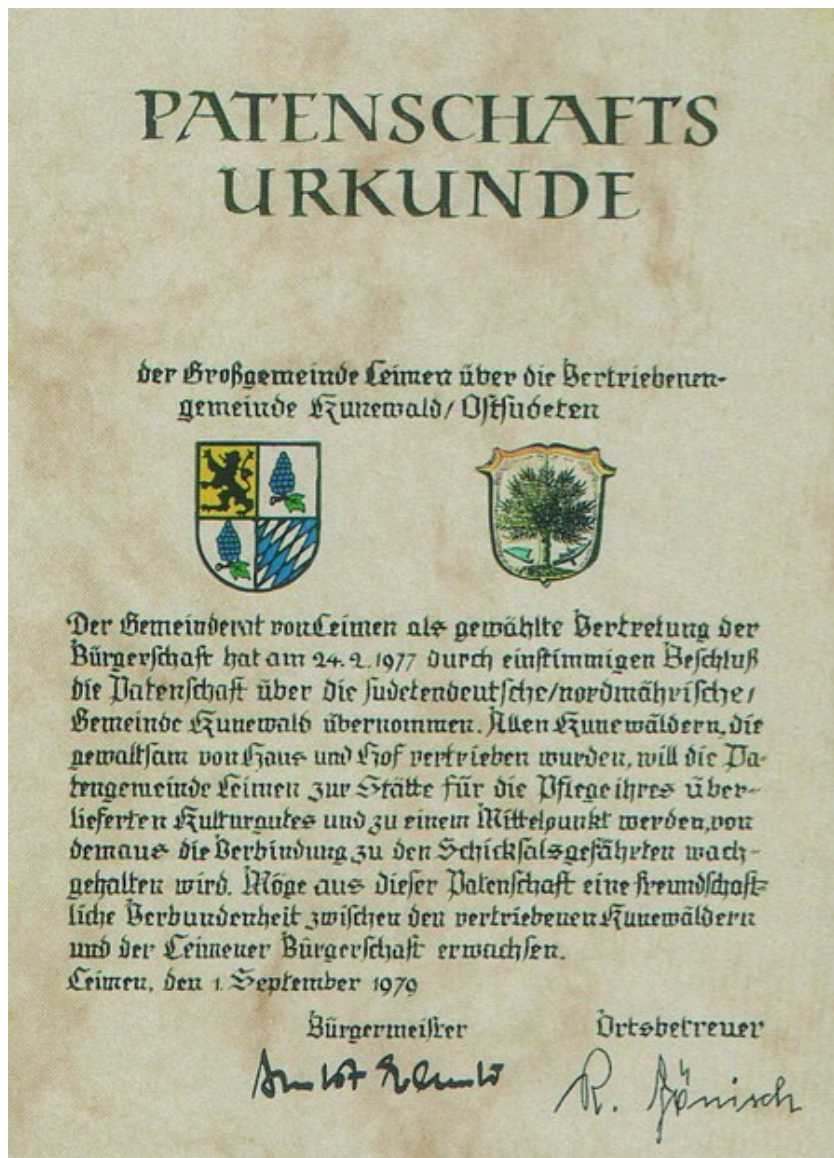 PATENSCHAFTS
URKUNDE
der Großgemeinde Leimen über die Vertriebenen-
gemeinde Kunewald/Ostsudeten
Der Gemeinderat von Leimen als gewählte Vertretung der
Bürgerschaft hat am 24.2.1977 durch einstimmigen Beschluß
die Patenschaft über die sudetendeutsche/nordmährische/
Gemeinde Kunewald übernommen. Allen Kunewäldern, die
gewaltsam von Haus und Hof vertrieben wurden, will die Pa-
tengemeinde Leimen zur Stätte für die Pflege ihres über-
lieferten Kulturgutes und zu einem Mittelpunkt werden, von
dem aus die Verbindung zu den Schicksalsgefährten wach-
gehalten wird. Möge aus dieser Patenschaft eine freundschaft-
liche Verbundenheit zwischen den vertriebenen Kunewäldern
und der Leimener Bürgerschaft erwachsen.
Leimen, den 1. September 1979
Bürgermeister Ortsbetreuer
R. Jönisch